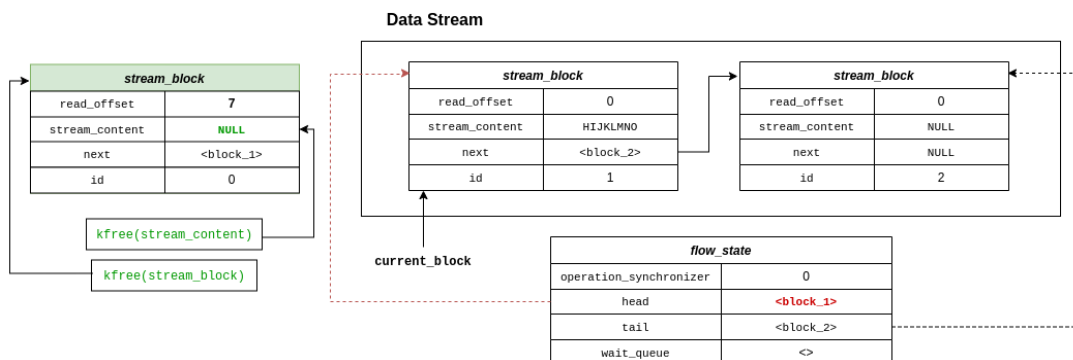 Data Stream
stream_block
read_offset 7
stream_content NULL
next <block_1>
id 0
kfree(stream_content)
kfree(stream_block)
stream_block
read_offset 0
stream_content HIJKLMNO
next <block_2>
id 1
stream_block
read_offset 0
stream_content NULL
next NULL
id 2
current_block
flow_state
operation_synchronizer 0
head <block_1>
tail <block_2>
wait_queue <>